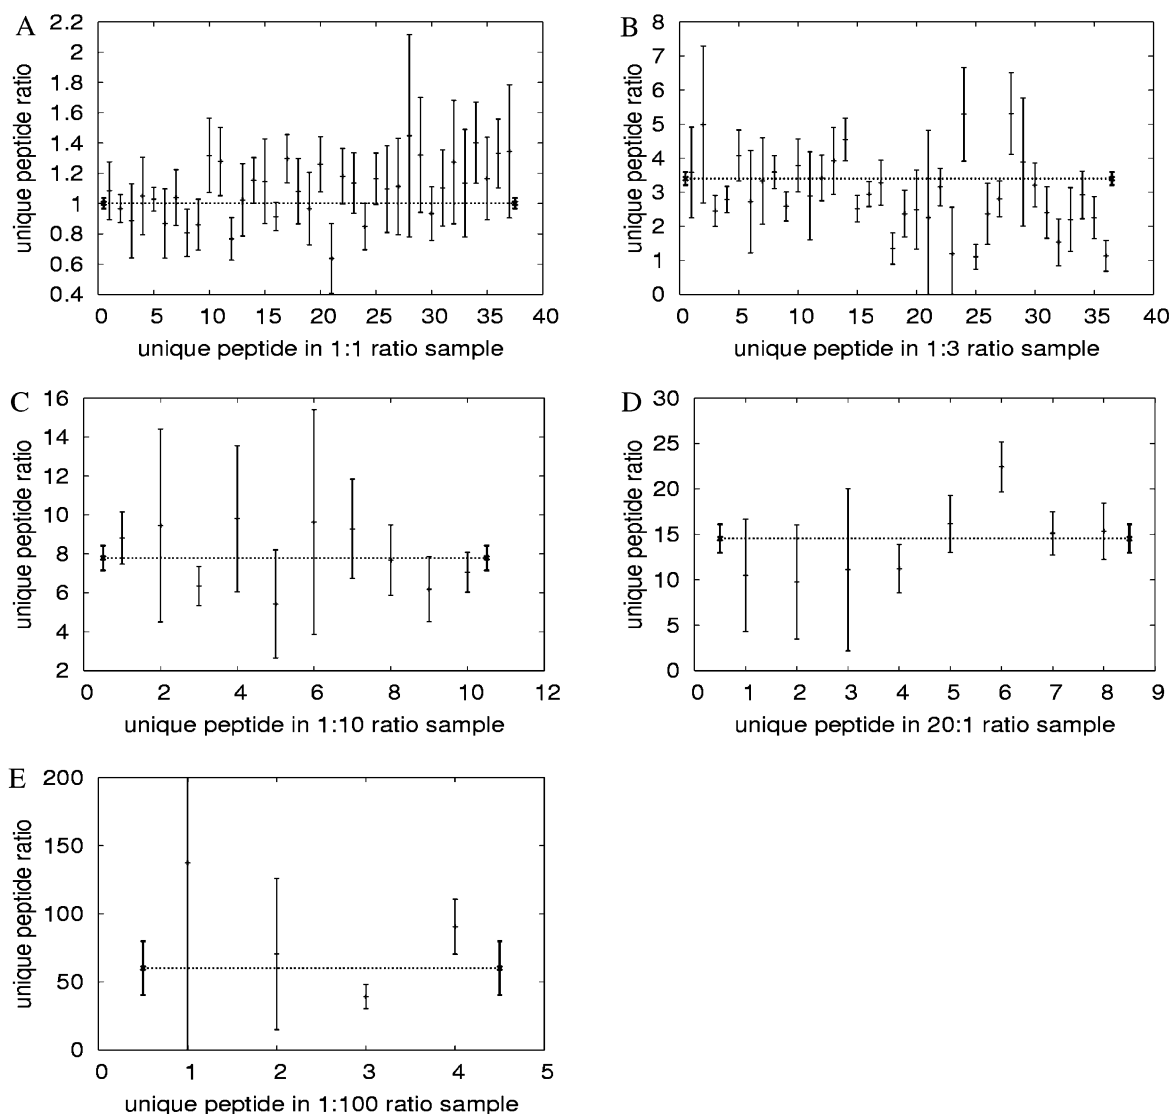 A
2.2
2
1.8
1.6
1.4
1.2
1
0.8
0.6
0.4
unique peptide ratio
0 5 10 15 20 25 30 35 40
unique peptide in 1:1 ratio sample
B
8
7
6
5
4
3
2
1
0
unique peptide ratio
0 5 10 15 20 25 30 35 40
unique peptide in 1:3 ratio sample
C
16
14
12
10
8
6
4
2
unique peptide ratio
0 2 4 6 8 10 12
unique peptide in 1:10 ratio sample
D
30
25
20
15
10
5
0
unique peptide ratio
0 1 2 3 4 5 6 7 8 9
unique peptide in 20:1 ratio sample
E
200
150
100
50
0
unique peptide ratio
0 1 2 3 4 5
unique peptide in 1:100 ratio sample